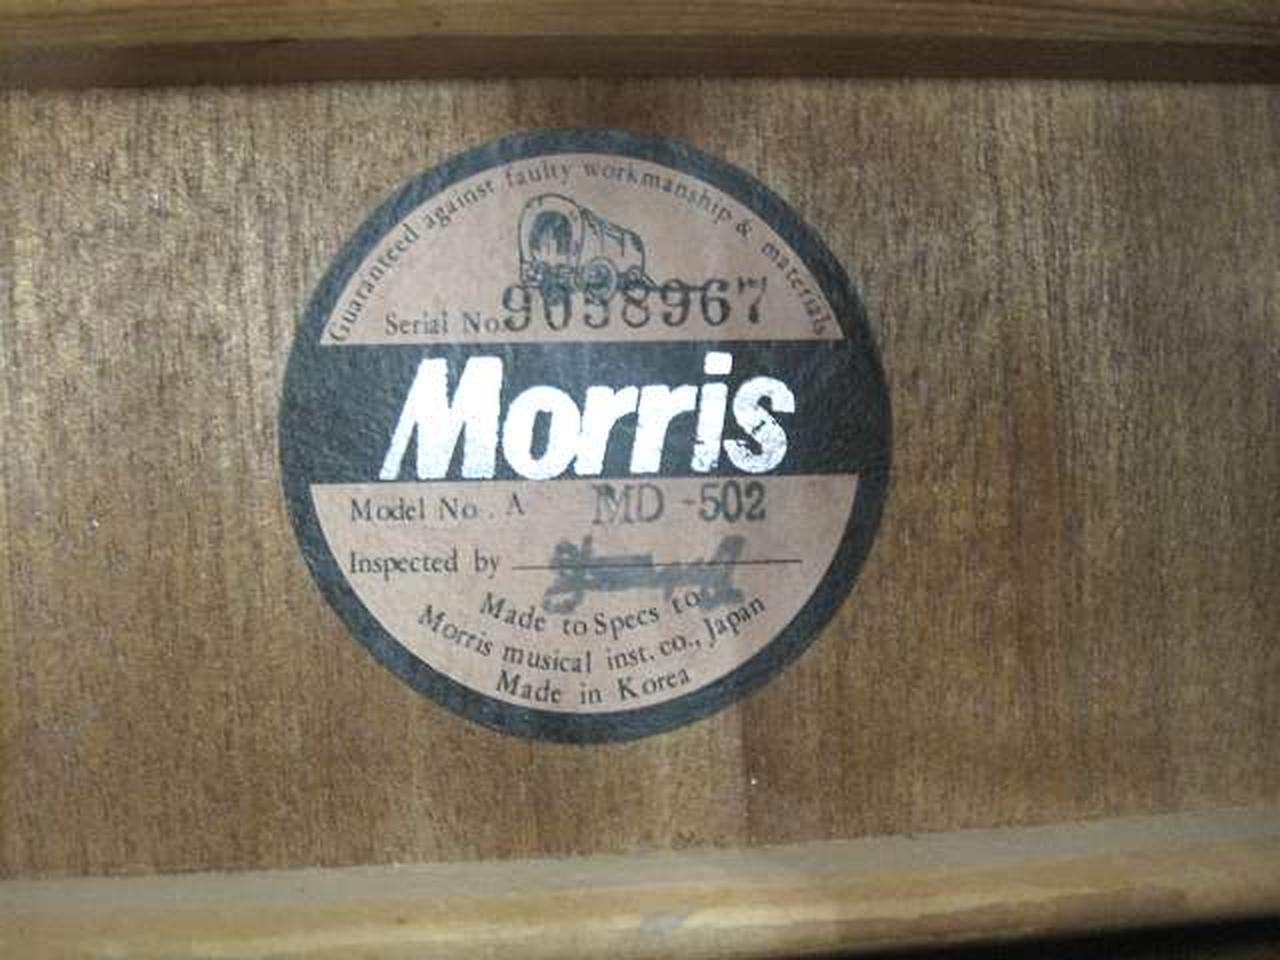 Guaranteed against faulty workmanship & materials
Serial No. 9058967
Morris
Model No. A MD-502
Inspected by
Made to Specs to
Morris musical inst. co., Japan
Made in Korea